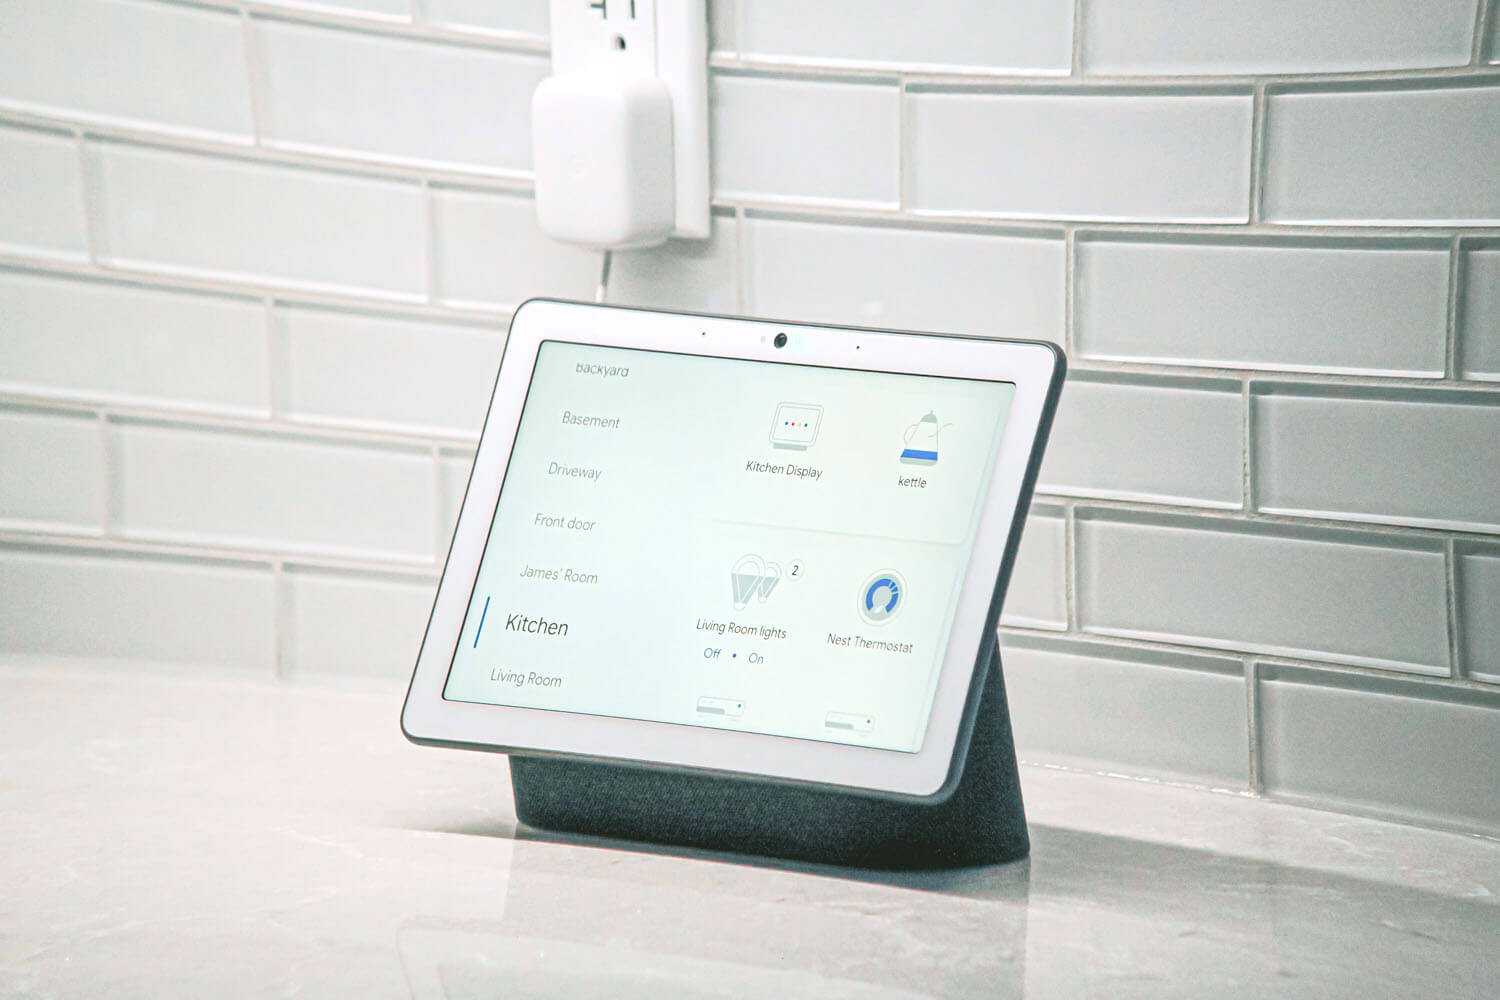 Backyard
Basement
Driveway
Front door
James' Room
Kitchen
Living Room
Kitchen Display
kettle
2
Living Room lights
Off • On
Nest Thermostat